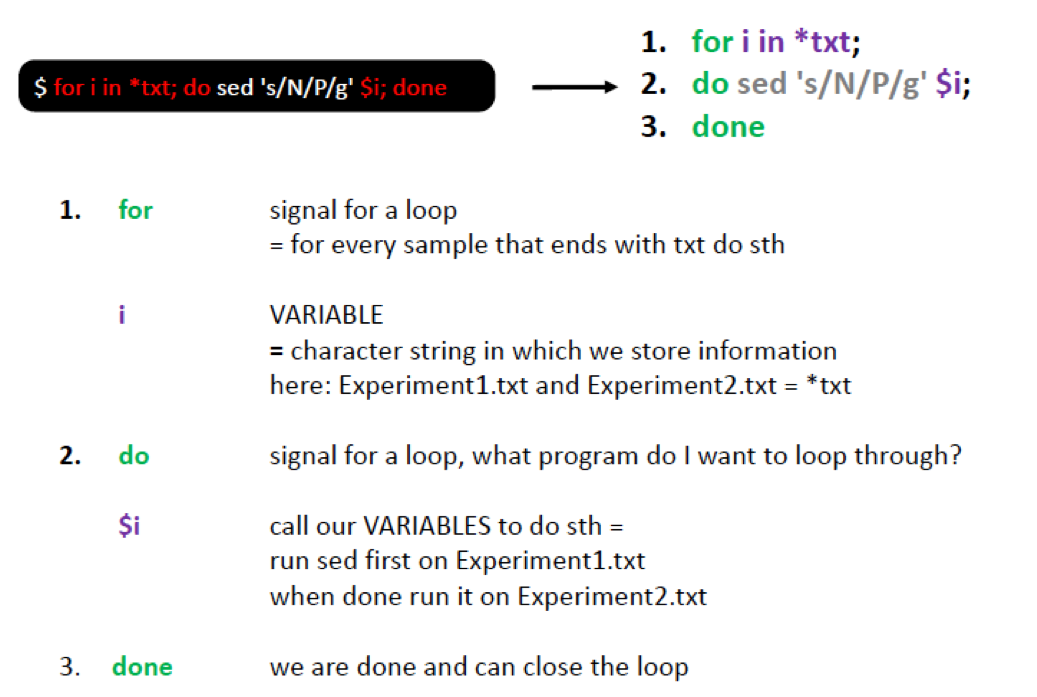 $ for i in *txt; do sed 's/N/P/g' $i; done
1. for i in *txt;
2. do sed 's/N/P/g' $i;
3. done
1. for signal for a loop
= for every sample that ends with txt do sth
i VARIABLE
= character string in which we store information
here: Experiment1.txt and Experiment2.txt = *txt
2. do signal for a loop, what program do I want to loop through?
$i call our VARIABLES to do sth =
run sed first on Experiment1.txt
when done run it on Experiment2.txt
3. done we are done and can close the loop